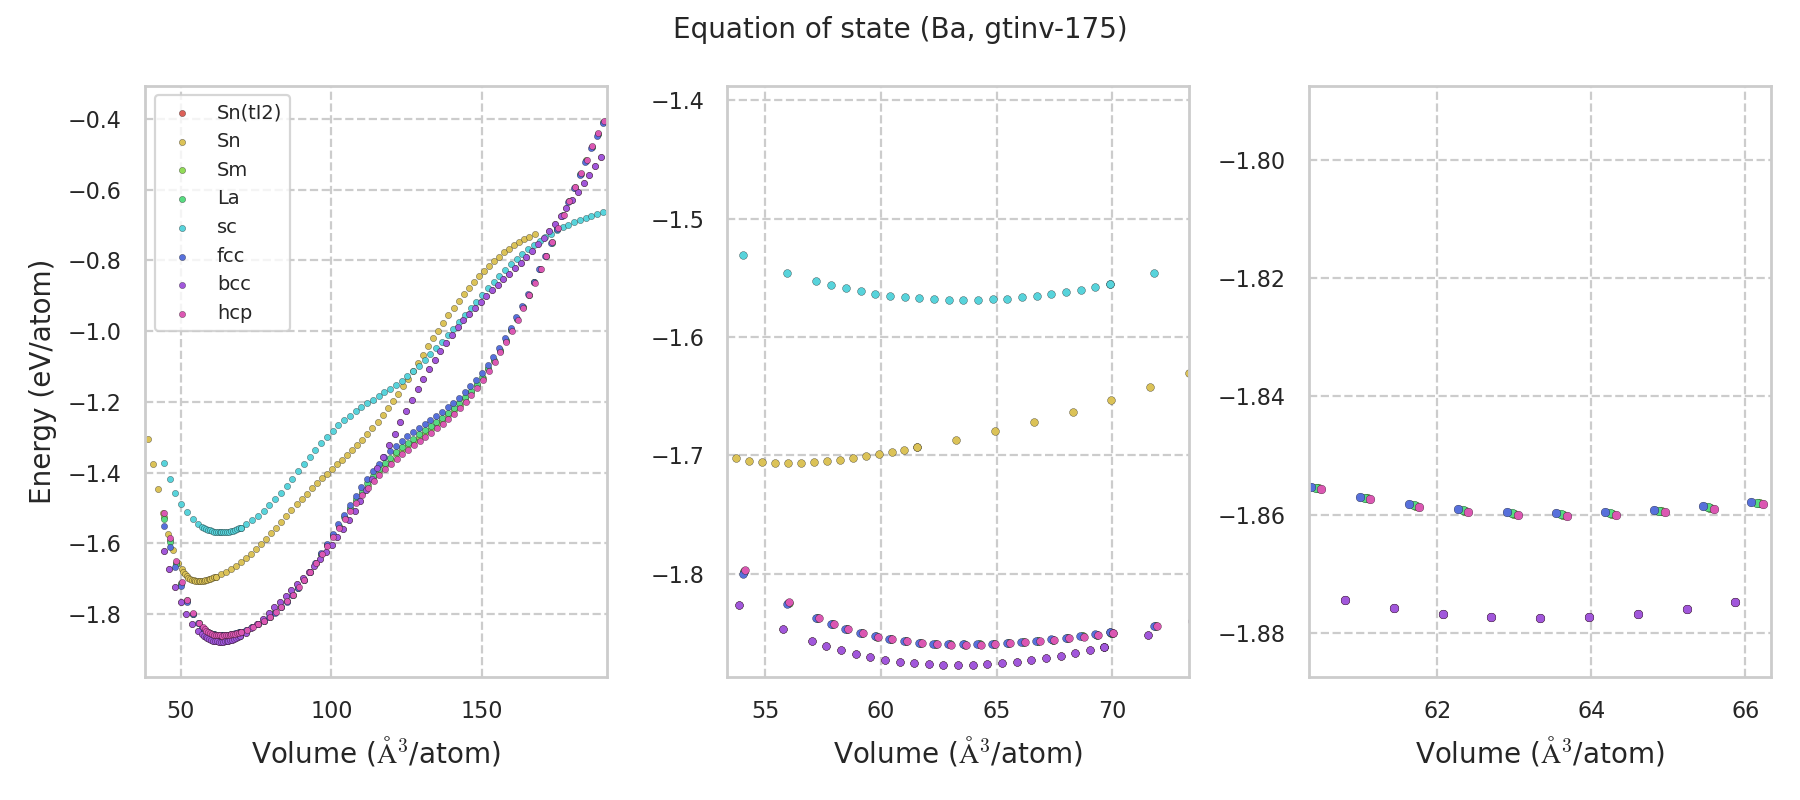 Equation of state (Ba, gtinv-175)
Energy (eV/atom)
−0.4
−0.6
−0.8
−1.0
−1.2
−1.4
−1.6
−1.8
Sn(tI2)
Sn
Sm
La
sc
fcc
bcc
hcp
50 100 150
Volume (Å³/atom)
−1.4
−1.5
−1.6
−1.7
−1.8
55 60 65 70
Volume (Å³/atom)
−1.80
−1.82
−1.84
−1.86
−1.88
62 64 66
Volume (Å³/atom)